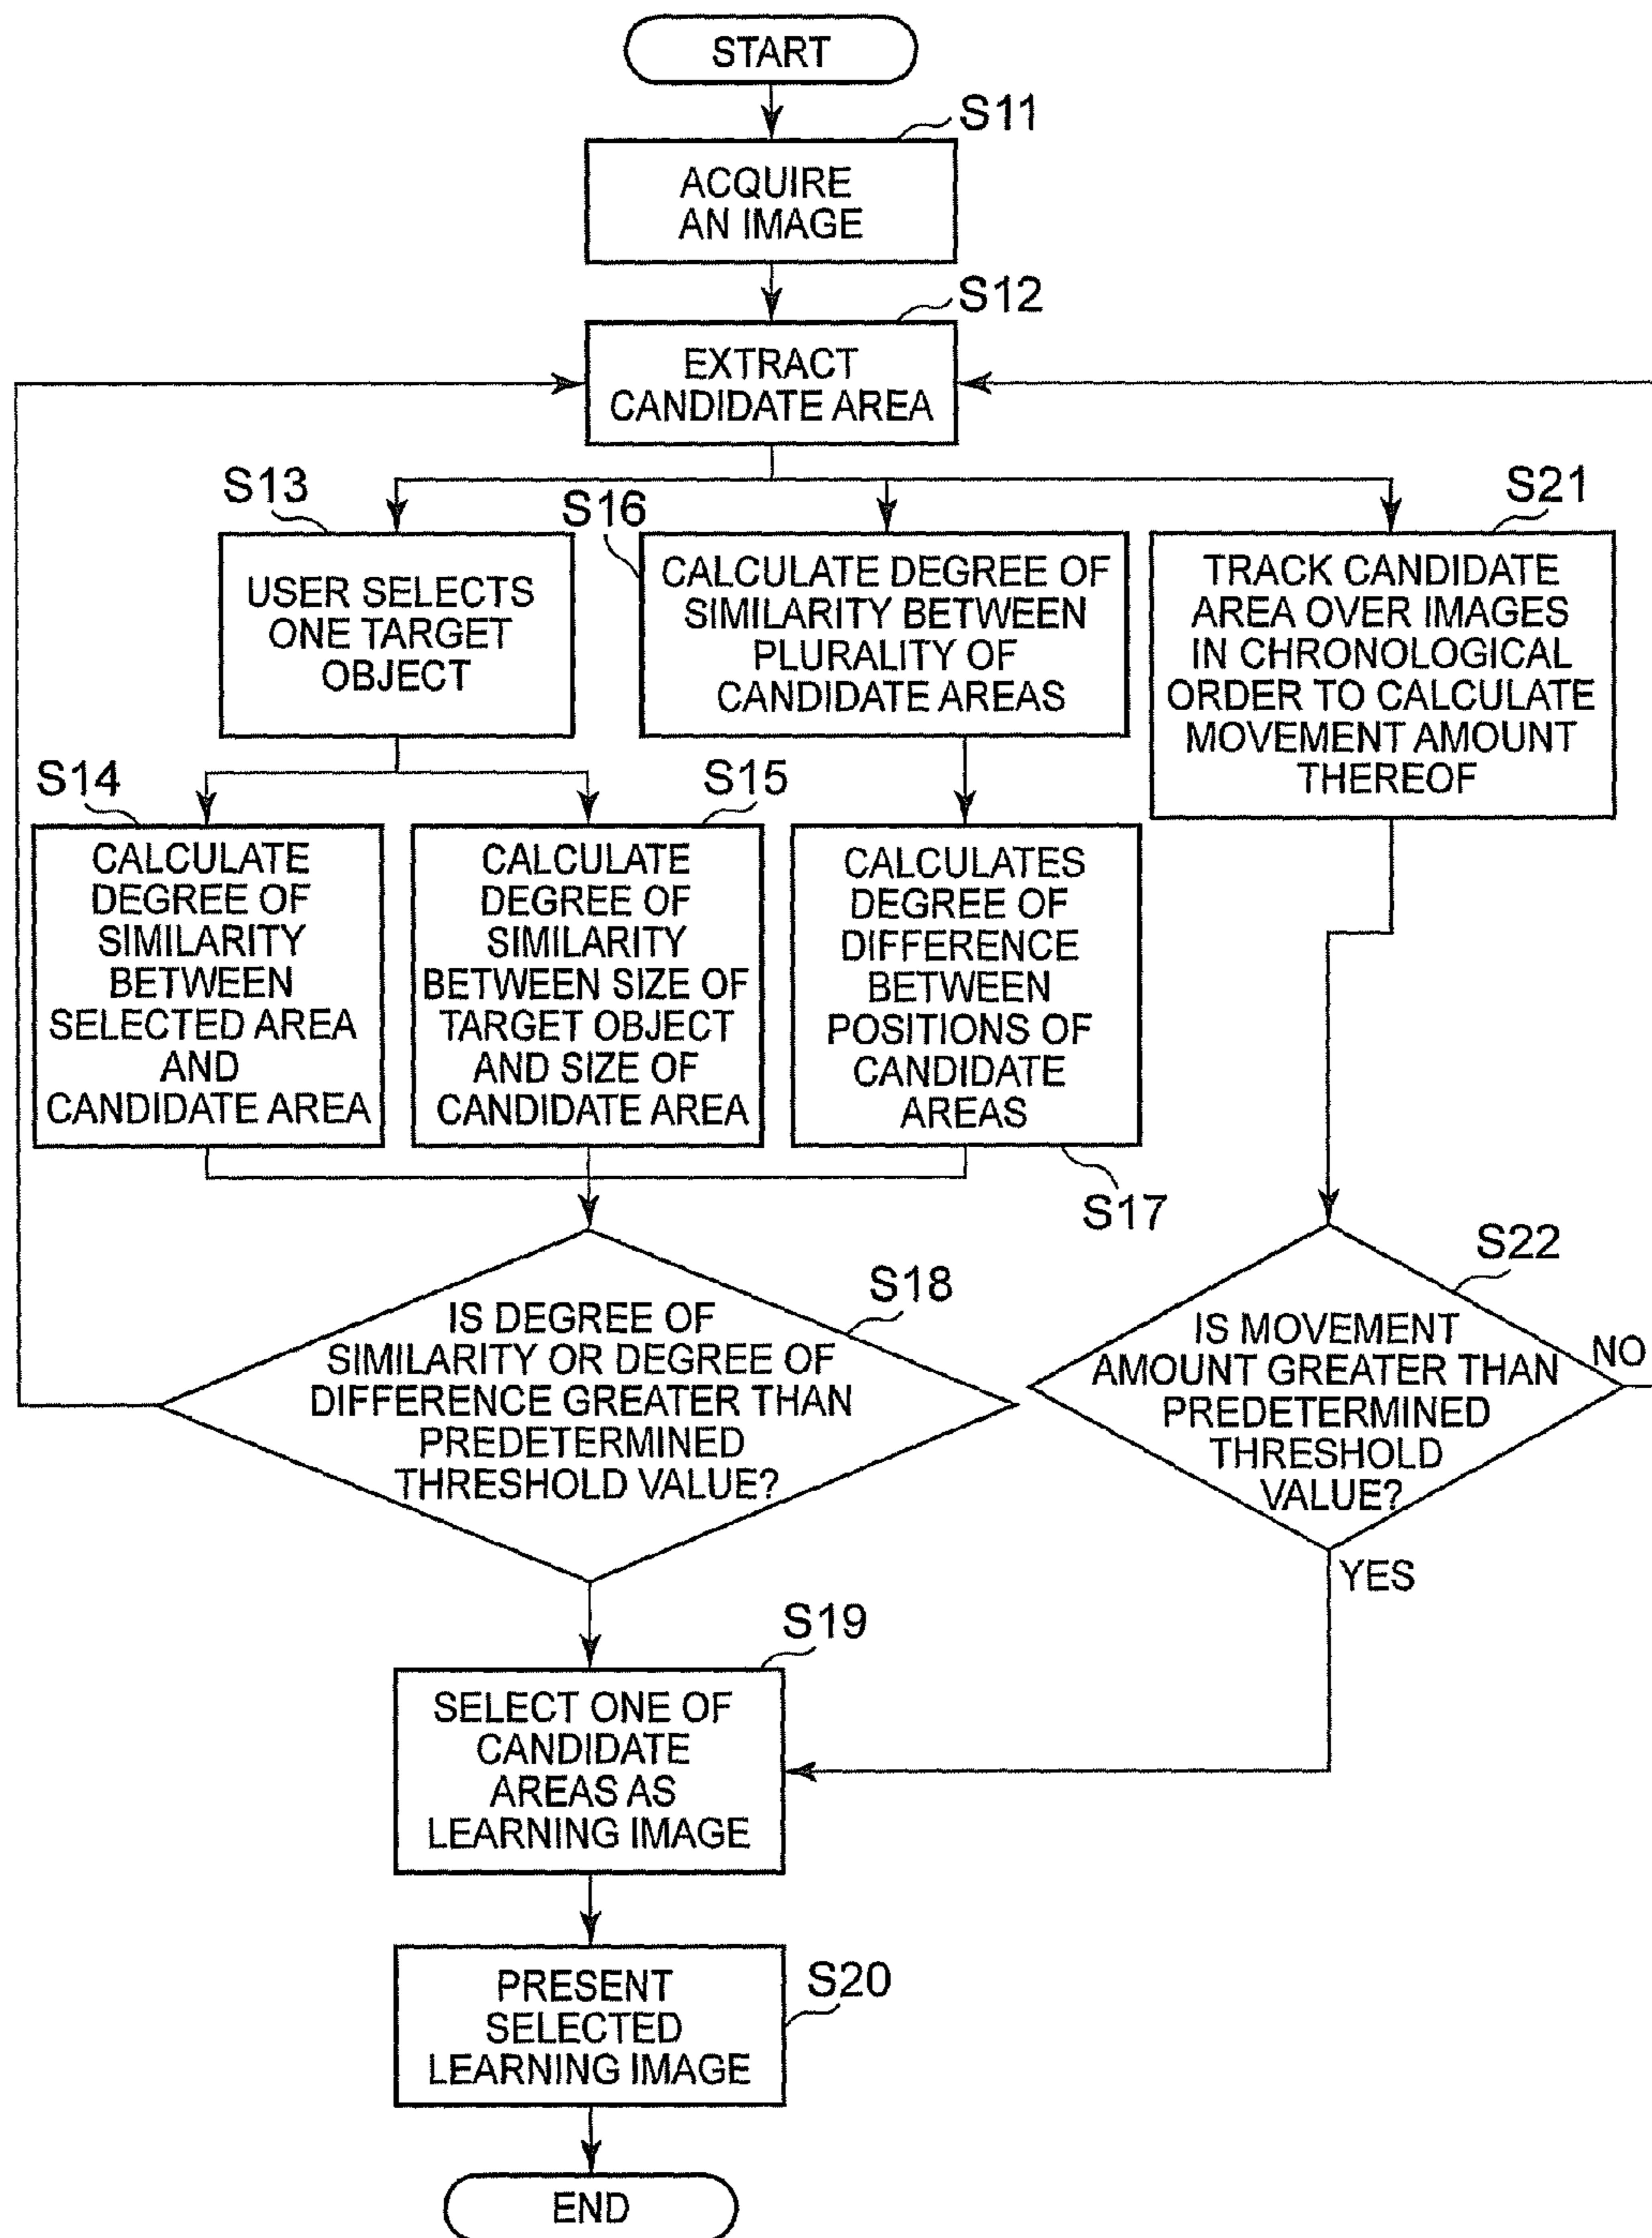 START
S11
ACQUIRE
AN IMAGE
S12
EXTRACT
CANDIDATE AREA
S13
USER SELECTS
ONE TARGET
OBJECT
S16
CALCULATE DEGREE OF
SIMILARITY BETWEEN
PLURALITY OF
CANDIDATE AREAS
S21
TRACK CANDIDATE
AREA OVER IMAGES
IN CHRONOLOGICAL
ORDER TO CALCULATE
MOVEMENT AMOUNT
THEREOF
S14
CALCULATE
DEGREE OF
SIMILARITY
BETWEEN
SELECTED AREA
AND
CANDIDATE AREA
S15
CALCULATE
DEGREE OF
SIMILARITY
BETWEEN SIZE OF
TARGET OBJECT
AND SIZE OF
CANDIDATE AREA
CALCULATES
DEGREE OF
DIFFERENCE
BETWEEN
POSITIONS OF
CANDIDATE
AREAS
S17
S18
IS DEGREE OF
SIMILARITY OR DEGREE OF
DIFFERENCE GREATER THAN
PREDETERMINED
THRESHOLD VALUE?
S22
IS MOVEMENT
AMOUNT GREATER THAN
PREDETERMINED
THRESHOLD
VALUE?
NO
YES
S19
SELECT ONE OF
CANDIDATE
AREAS AS
LEARNING IMAGE
S20
PRESENT
SELECTED
LEARNING IMAGE
END